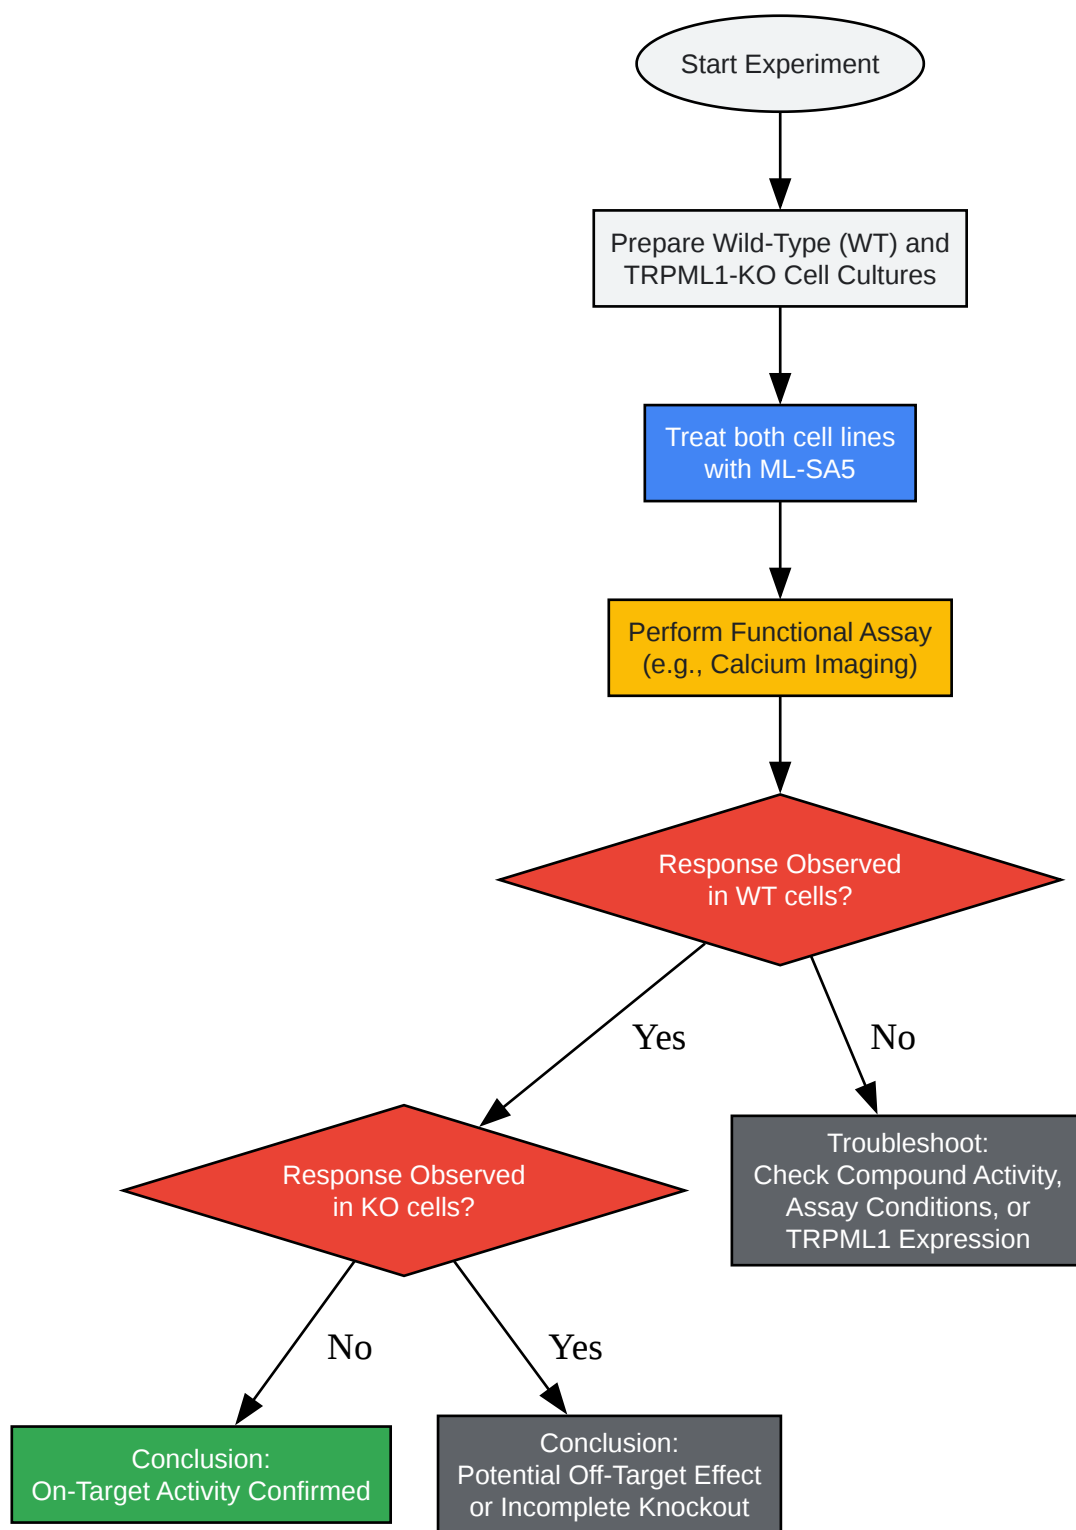 Start Experiment
Prepare Wild-Type (WT) and
TRPML1-KO Cell Cultures
Treat both cell lines
with ML-SA5
Perform Functional Assay
(e.g., Calcium Imaging)
Response Observed
in WT cells?
Yes
No
Response Observed
in KO cells?
Troubleshoot:
Check Compound Activity,
Assay Conditions, or
TRPML1 Expression
No
Yes
Conclusion:
On-Target Activity Confirmed
Conclusion:
Potential Off-Target Effect
or Incomplete Knockout